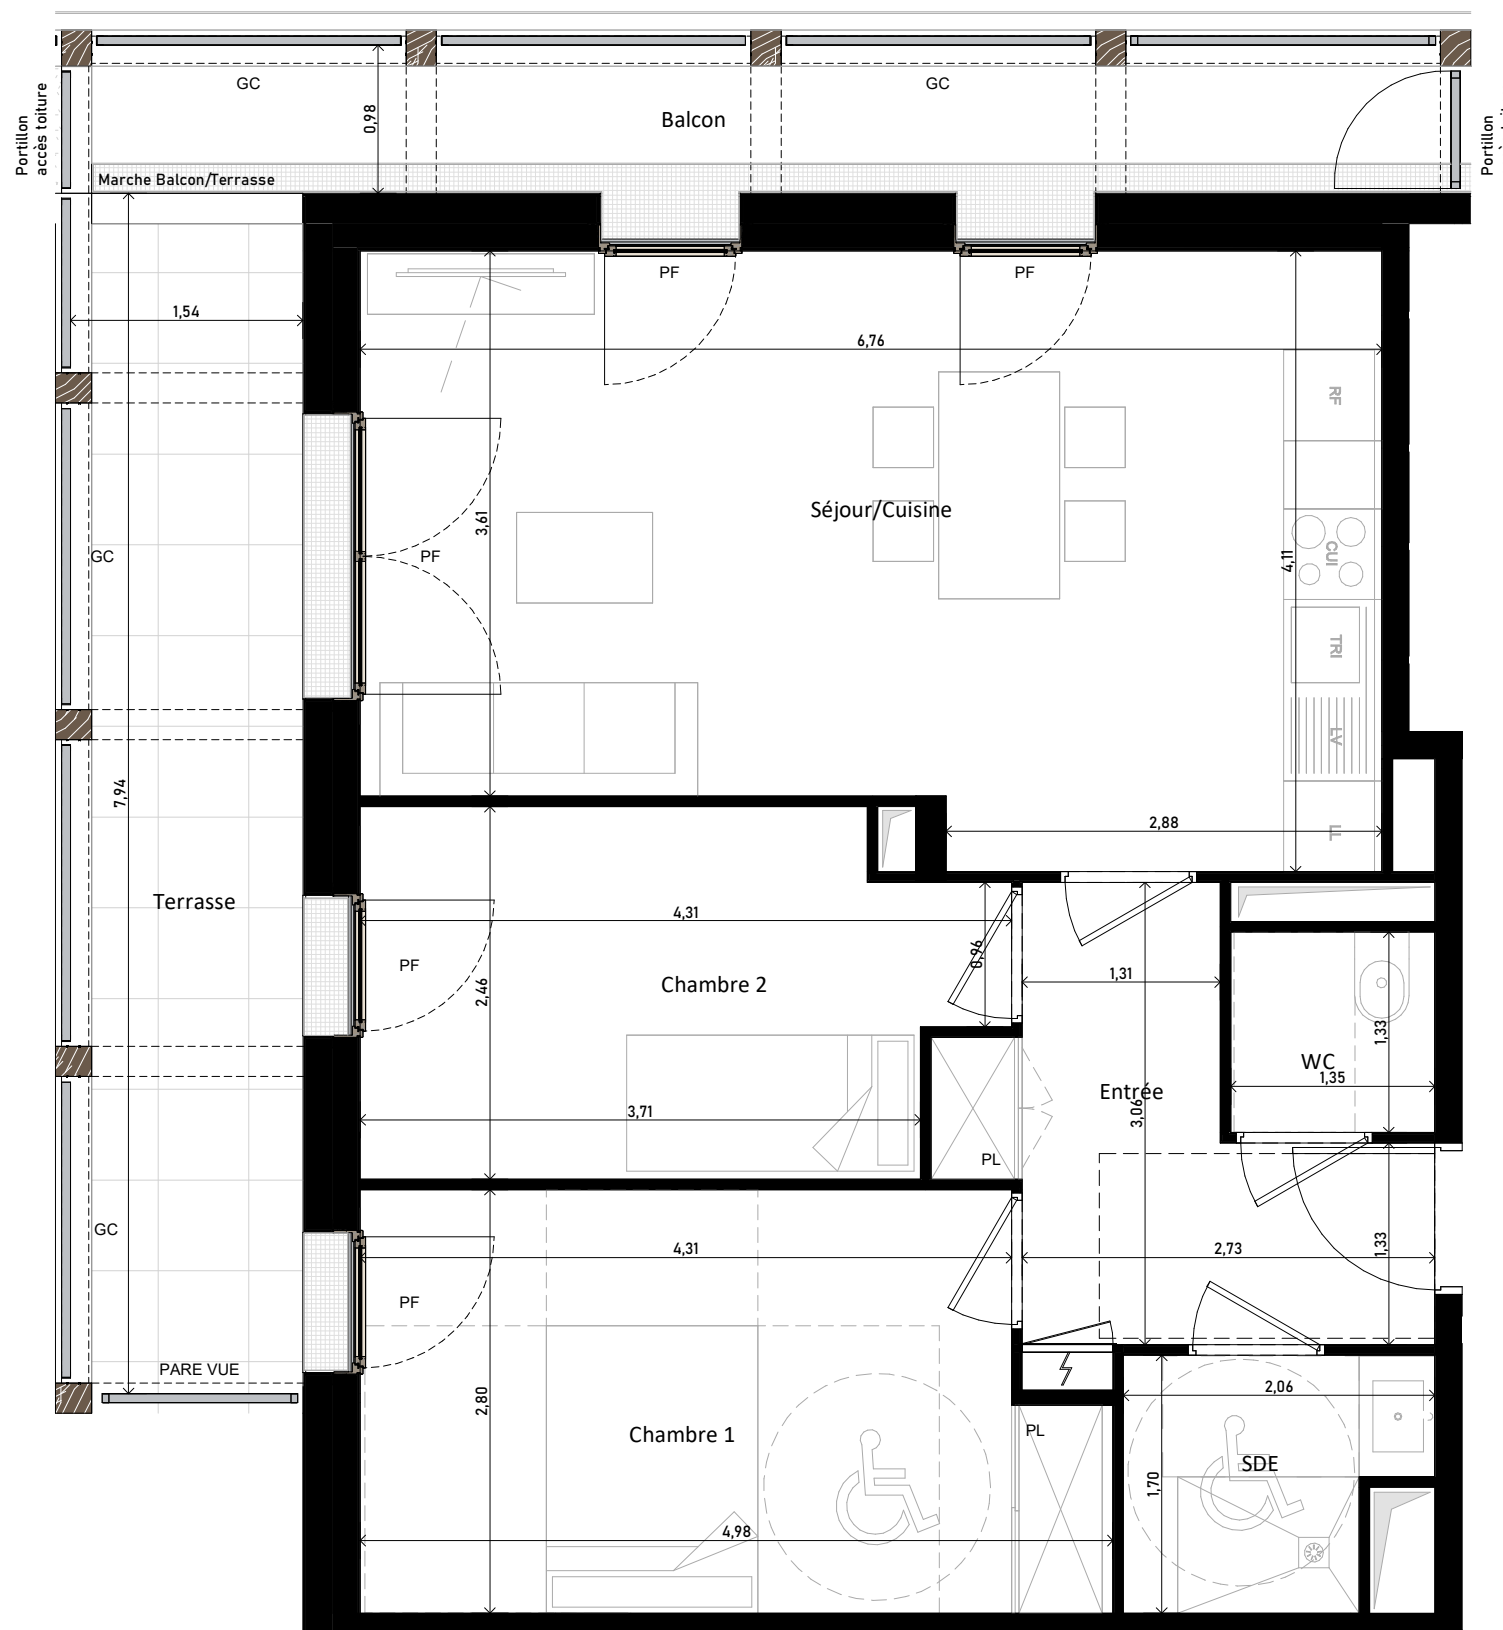 Portillon
accès toiture
GC
0,98
Balcon
GC
Portillon
Marche Balcon/Terrasse
PF
PF
1,54
6,76
RF
Séjour/Cuisine
3,61
GC
PF
4,11
CUI
TRI
LV
7,94
2,88
LL
Terrasse
4,31
0,96
PF
2,46
Chambre 2
1,31
1,33
WC
1,35
Entrée
3,06
3,71
PL
GC
4,31
2,73
1,33
PF
PARE VUE
2,80
2,06
Chambre 1
PL
SDE
1,70
4,98